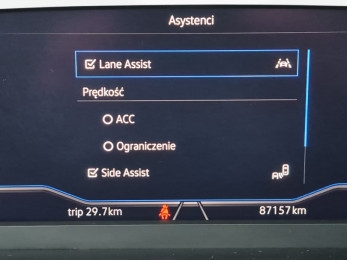 Asystenci
Lane Assist
Prędkość
ACC
Ograniczenie
Side Assist
trip 29.7km
87157km